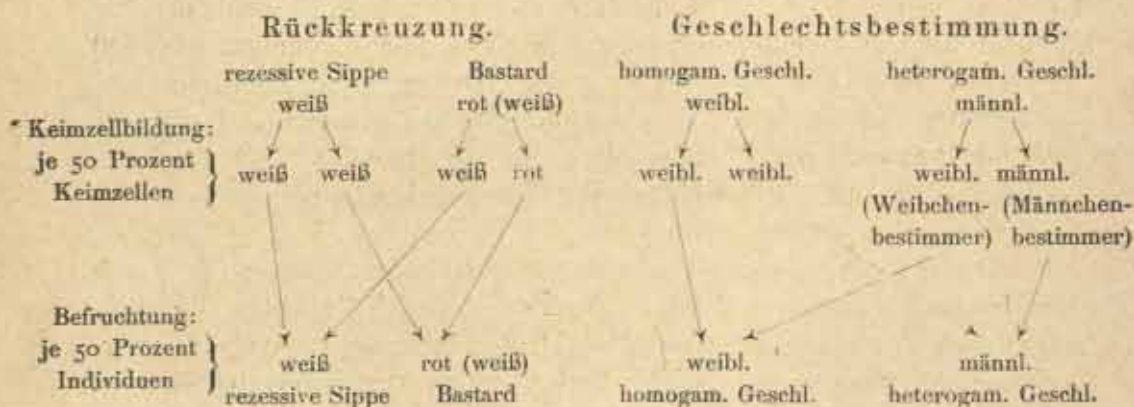 Rückkreuzung. Geschlechtsbestimmung.
rezessive Sippe Bastard homogam. Geschl. heterogam. Geschl.
weiß rot (weiß) weibl. männl.
Keimzellbildung:
je 50 Prozent
Keimzellen
weiß weiß weiß rot weibl. weibl. weibl. männl.
(Weibchen- (Männchen-
bestimmer) bestimmer)
Befruchtung:
je 50 Prozent
Individuen
weiß rot (weiß) weibl. männl.
rezessive Sippe Bastard homogam. Geschl. heterogam. Geschl.